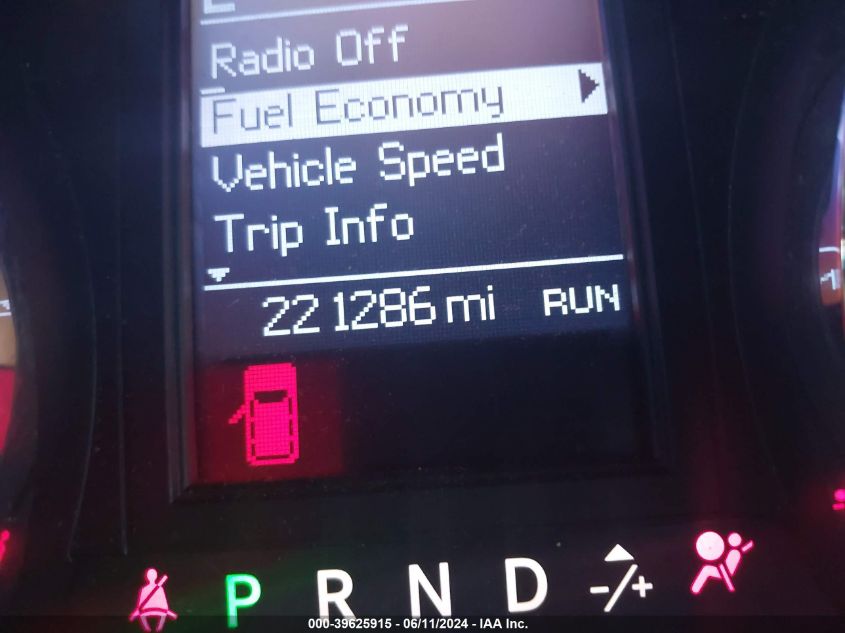 Radio Off
Fuel Economy
Vehicle Speed
Trip Info
221286 mi RUN
P R N D -/+
000-39625915 - 06/11/2024 - IAA Inc.